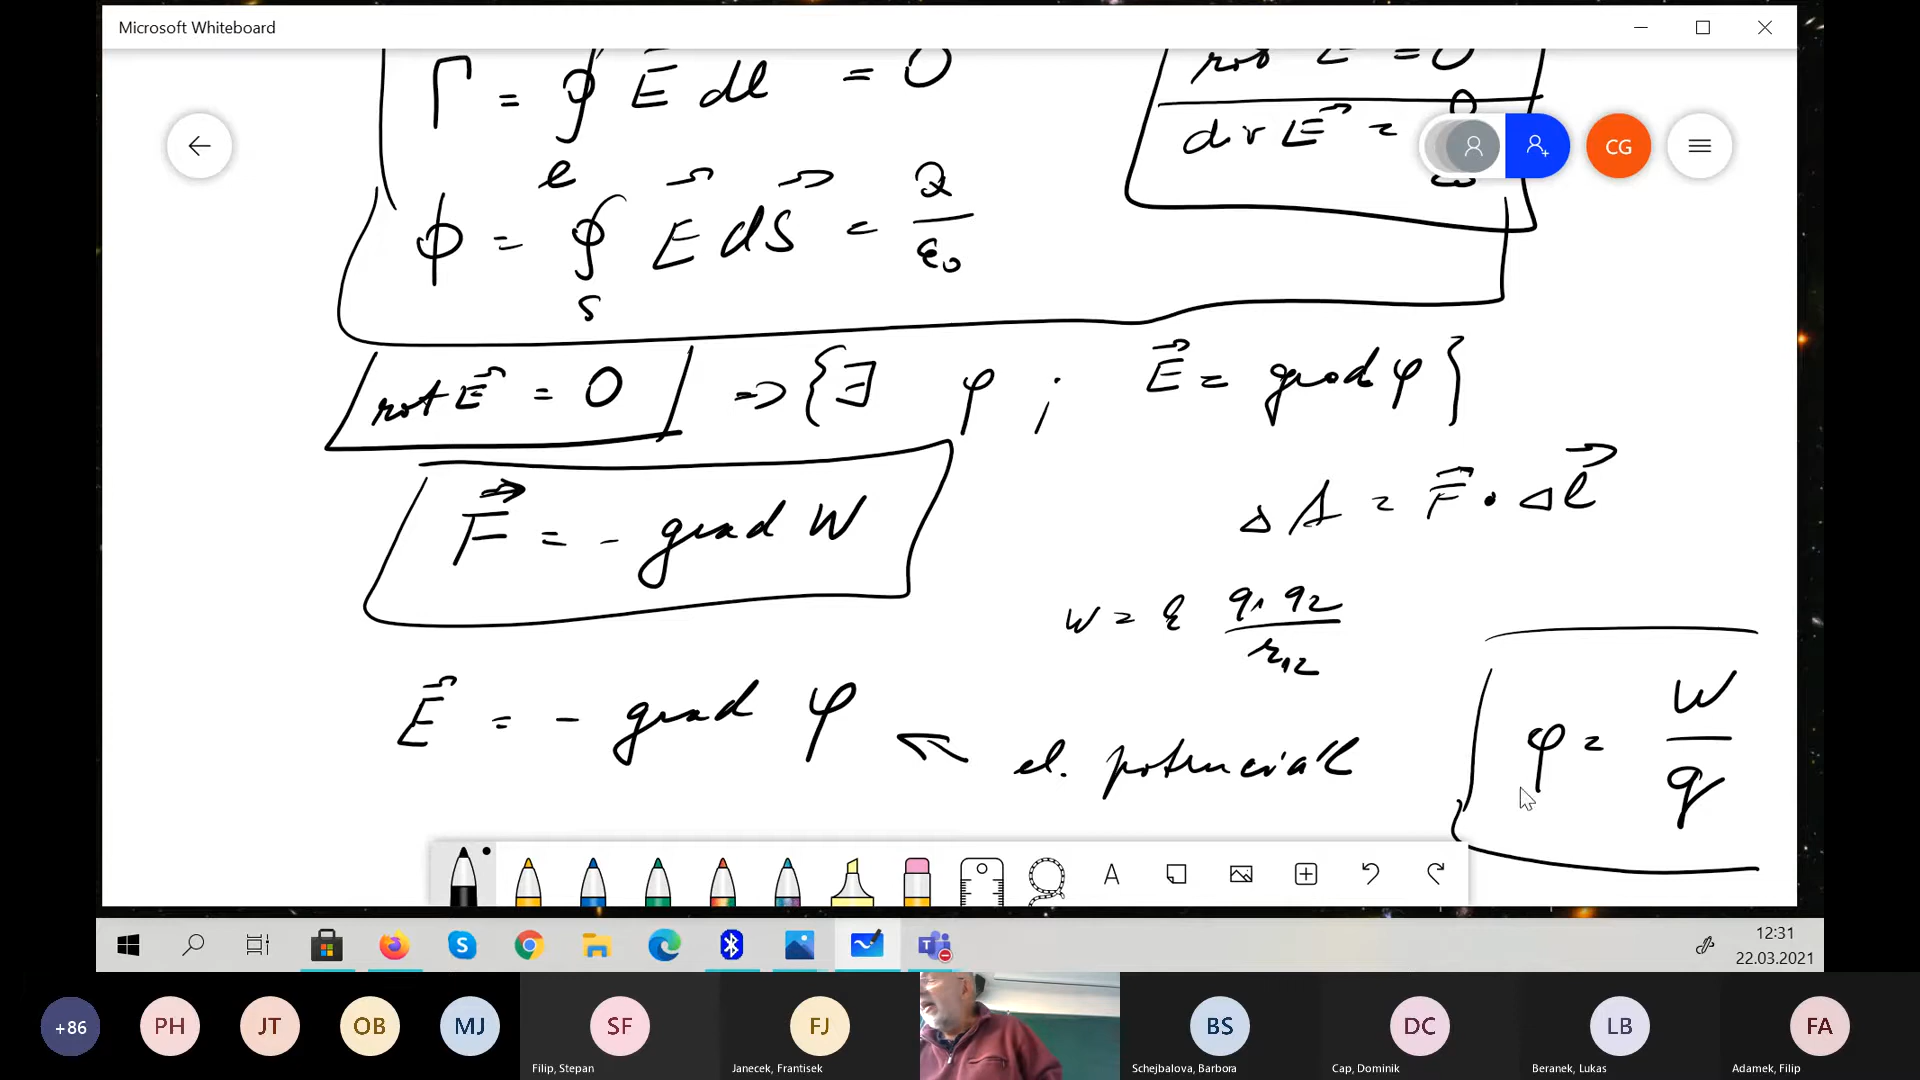 Microsoft Whiteboard
Γ = ∮ E⃗ dl = 0
l
rot E⃗ = 0
div E⃗ =
ϕ = ∮ E⃗ dS⃗ = Q/ε₀
S
CG
rot E⃗ = 0 => {∃ φ ; E⃗ = grad φ}
F⃗ = - grad W
ΔA = F⃗ · Δl⃗
W = k q₁ q₂ / r₁₂
E⃗ = - grad φ ← el. potenciál
φ = W/q
A
12:31
22.03.2021
+86
PH
JT
OB
MJ
SF
FJ
BS
DC
LB
FA
Filip, Stepan
Janecek, Frantisek
Schejbalova, Barbora
Cap, Dominik
Beranek, Lukas
Adamek, Filip